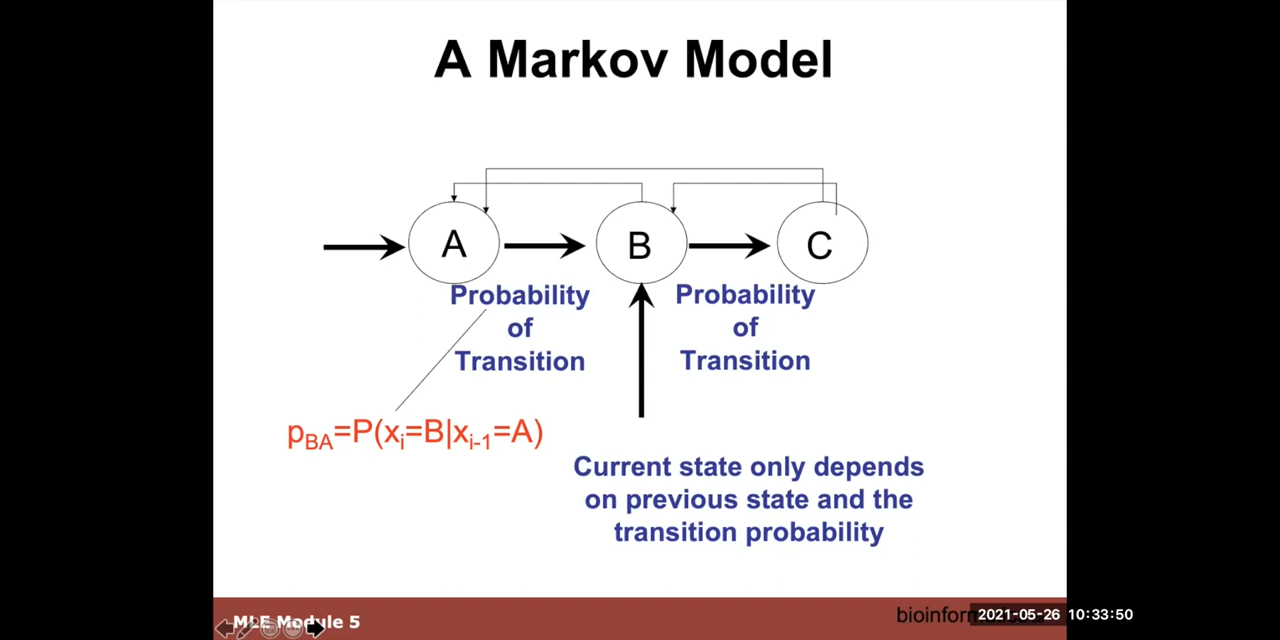 A Markov Model
A
B
C
Probability
of
Transition
Probability
of
Transition
pBA=P(xi=B|xi-1=A)
Current state only depends
on previous state and the
transition probability
MLE Module 5
2021-05-26 10:33:50